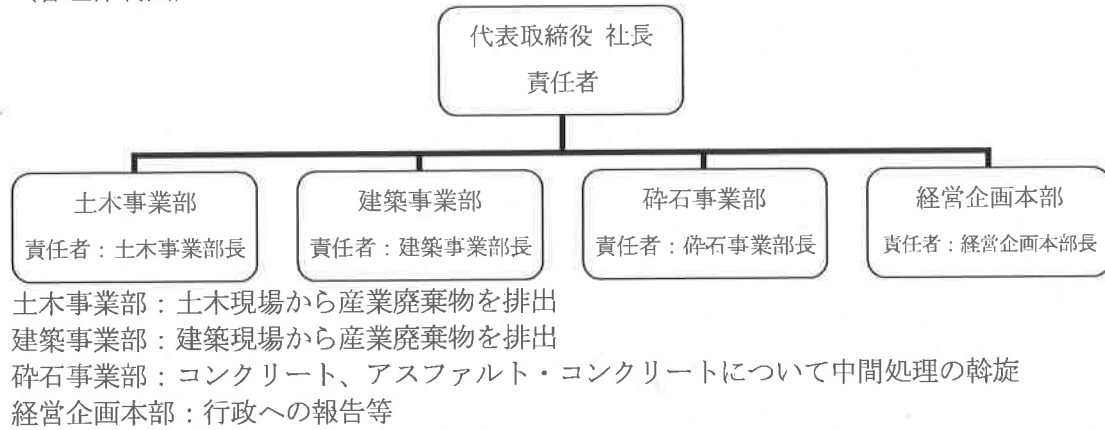 代表取締役 社長
責任者
土木事業部
責任者：土木事業部長
建築事業部
責任者：建築事業部長
砕石事業部
責任者：砕石事業部長
経営企画本部
責任者：経営企画本部長
土木事業部：土木現場から産業廃棄物を排出
建築事業部：建築現場から産業廃棄物を排出
砕石事業部：コンクリート、アスファルト・コンクリートについて中間処理の斡旋
経営企画本部：行政への報告等